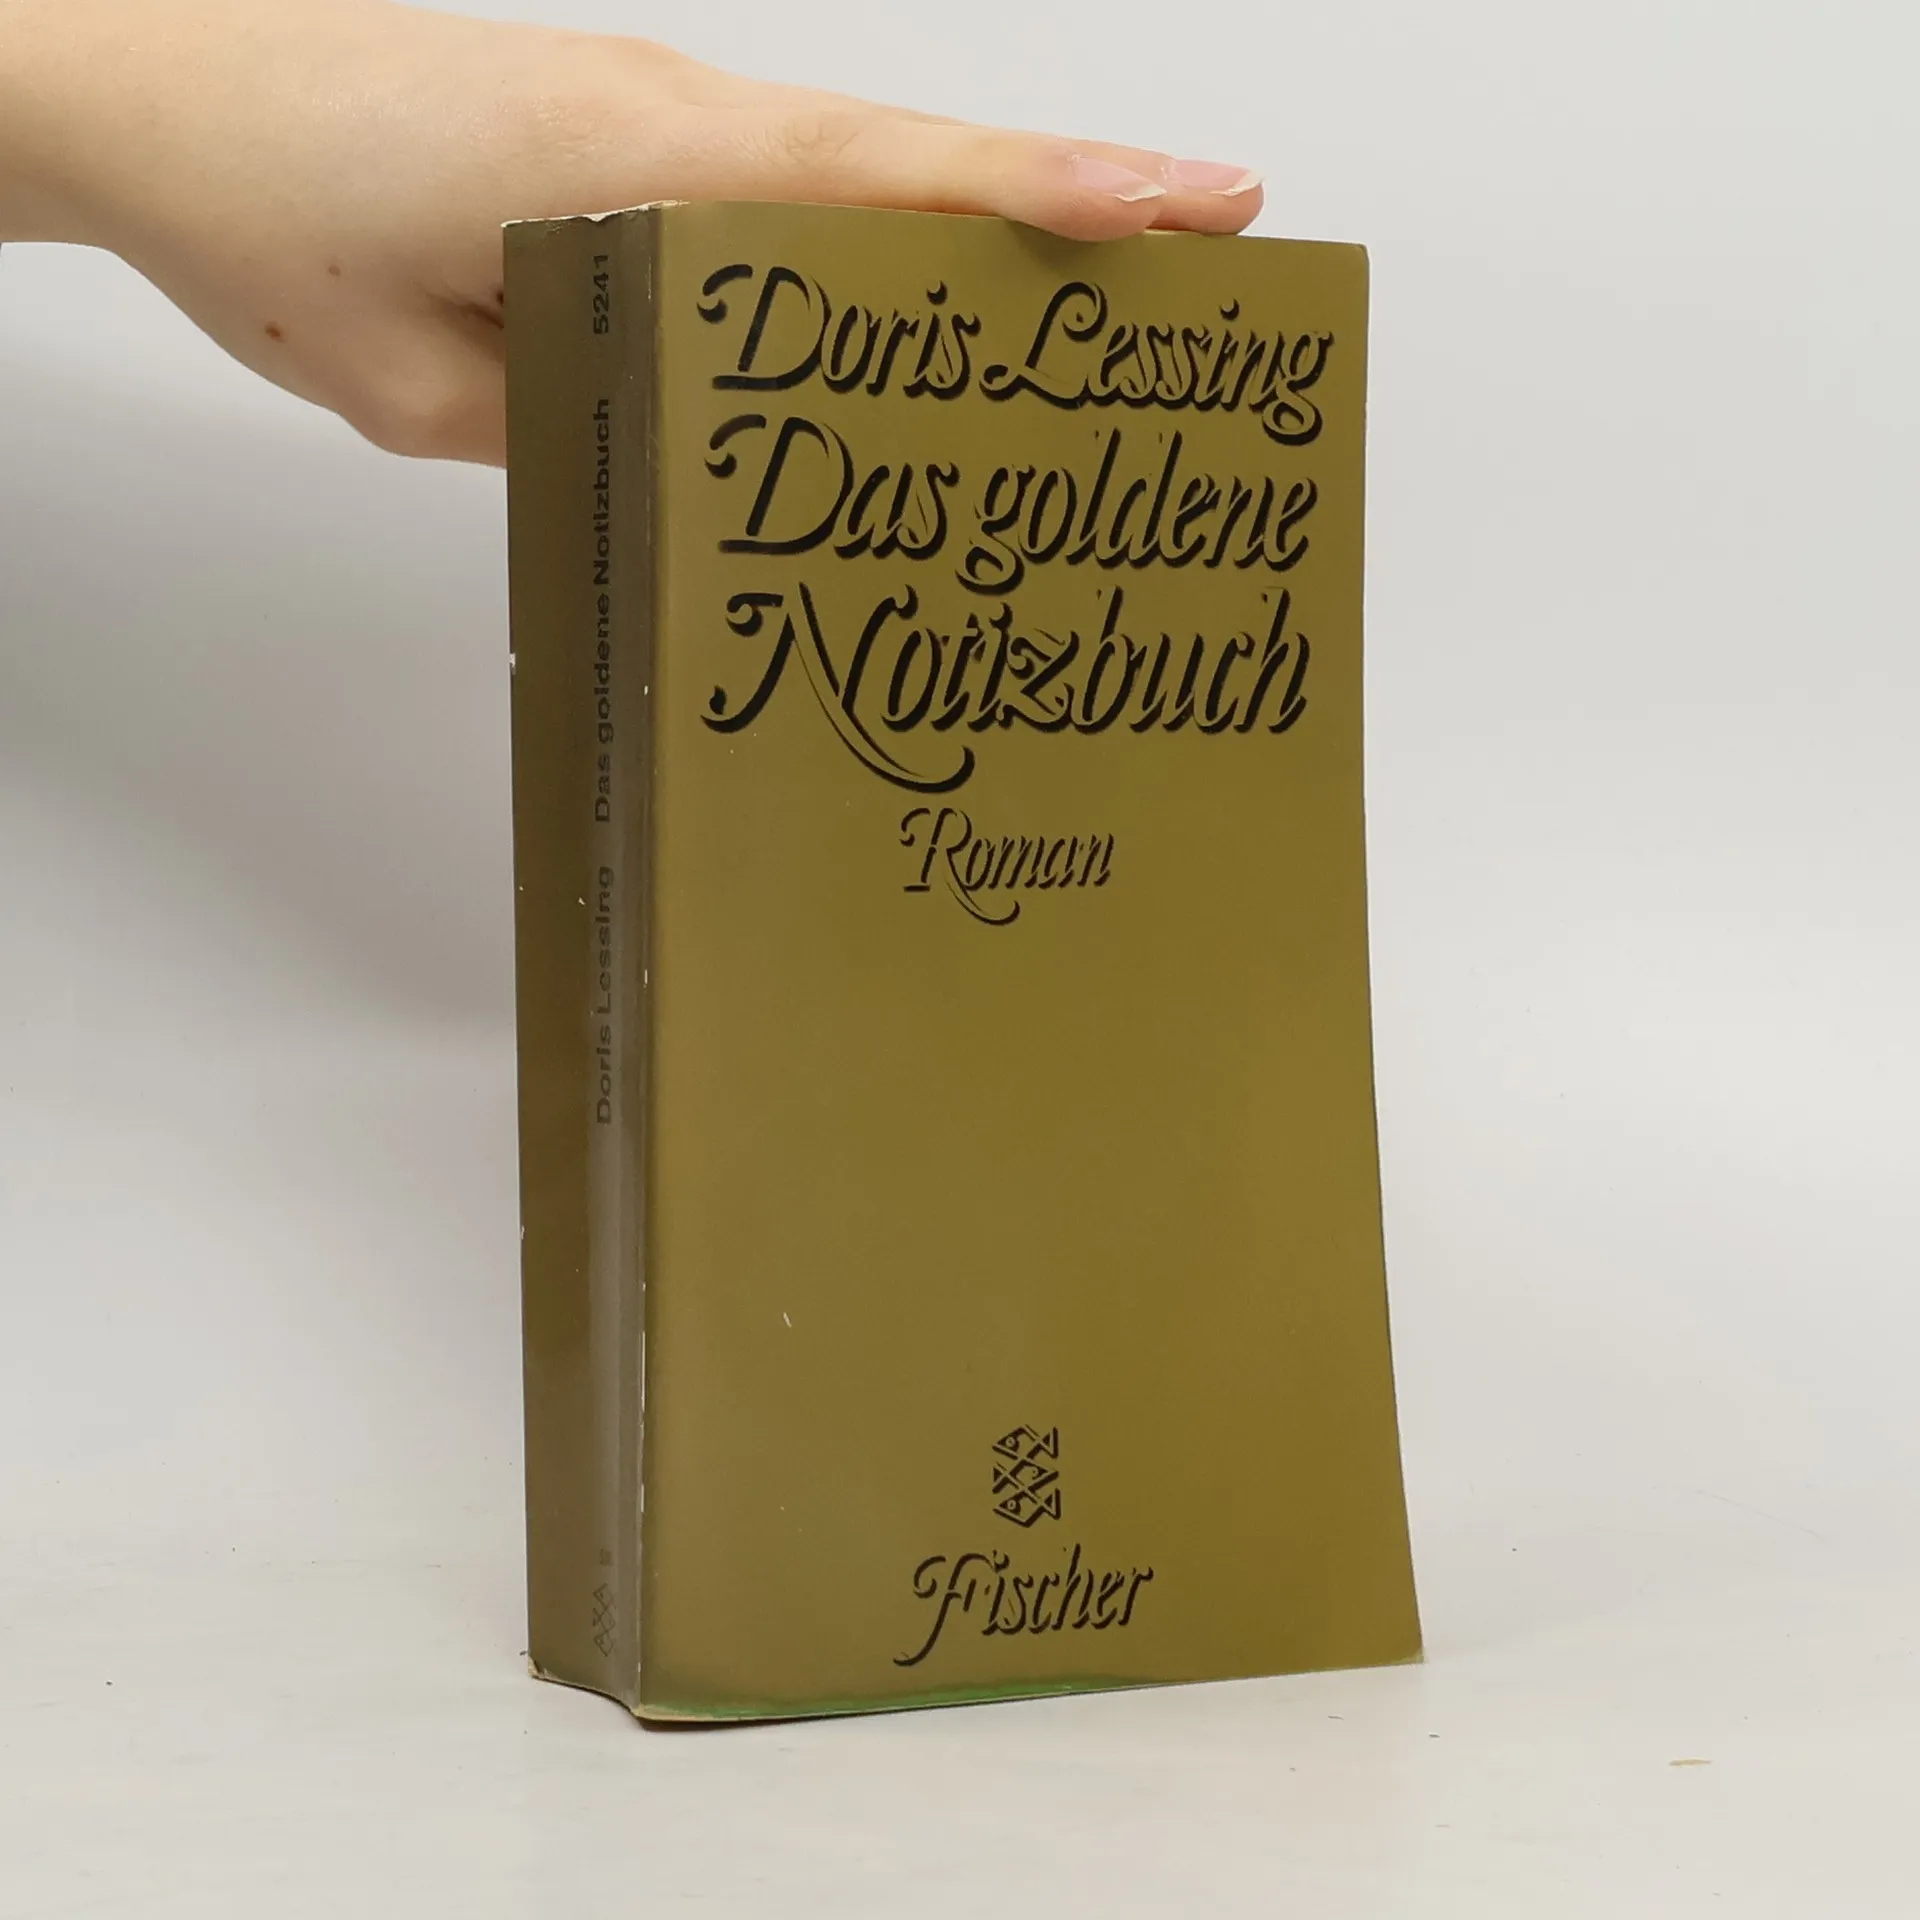 Doris Lessing
Das goldene
Notizbuch
Roman
Fischer
Doris Lessing Das goldene Notizbuch 5241